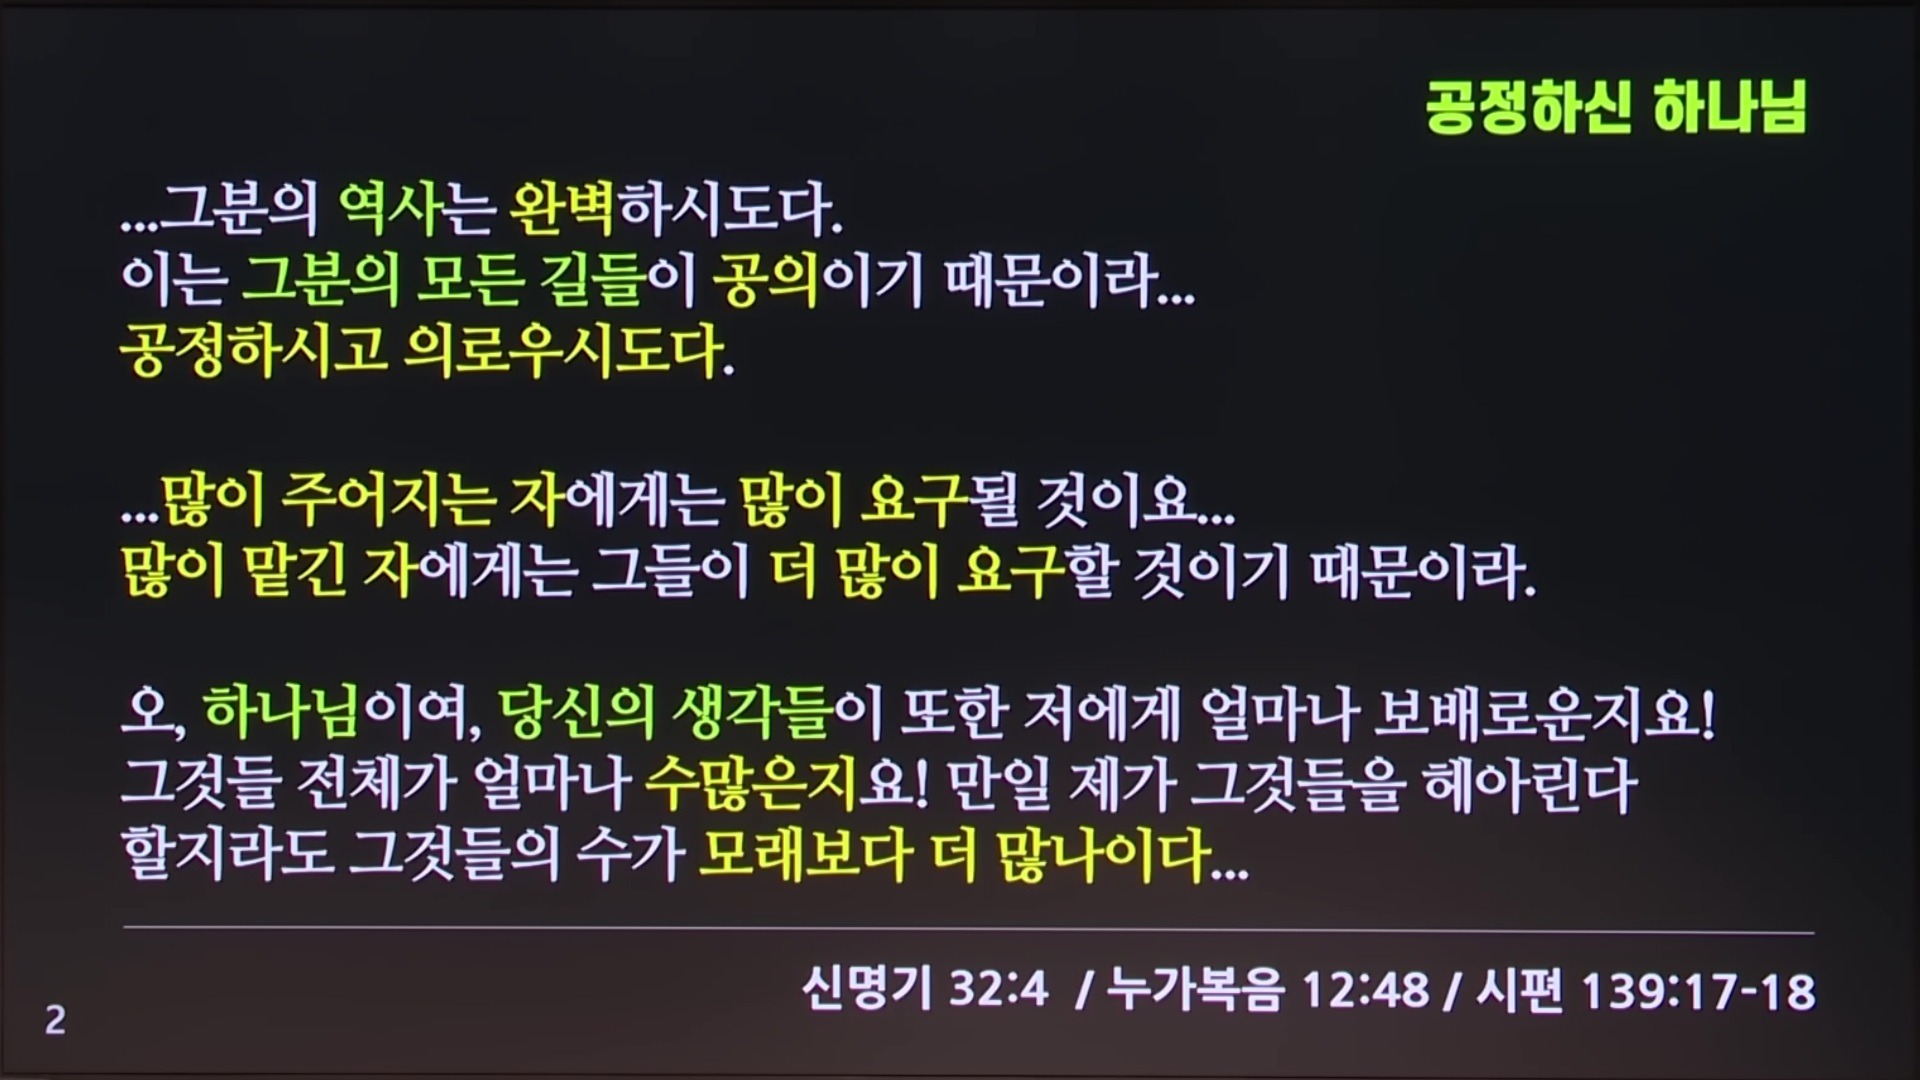 공정하신 하나님
...그분의 역사는 완벽하시도다.
이는 그분의 모든 길들이 공의이기 때문이라...
공정하시고 의로우시도다.
...많이 주어지는 자에게는 많이 요구될 것이요...
많이 맡긴 자에게는 그들이 더 많이 요구할 것이기 때문이라.
오, 하나님이여, 당신의 생각들이 또한 저에게 얼마나 보배로운지요!
그것들 전체가 얼마나 수많은지요! 만일 제가 그것들을 헤아린다
할지라도 그것들의 수가 모래보다 더 많나이다...
신명기 32:4 / 누가복음 12:48 / 시편 139:17-18
2